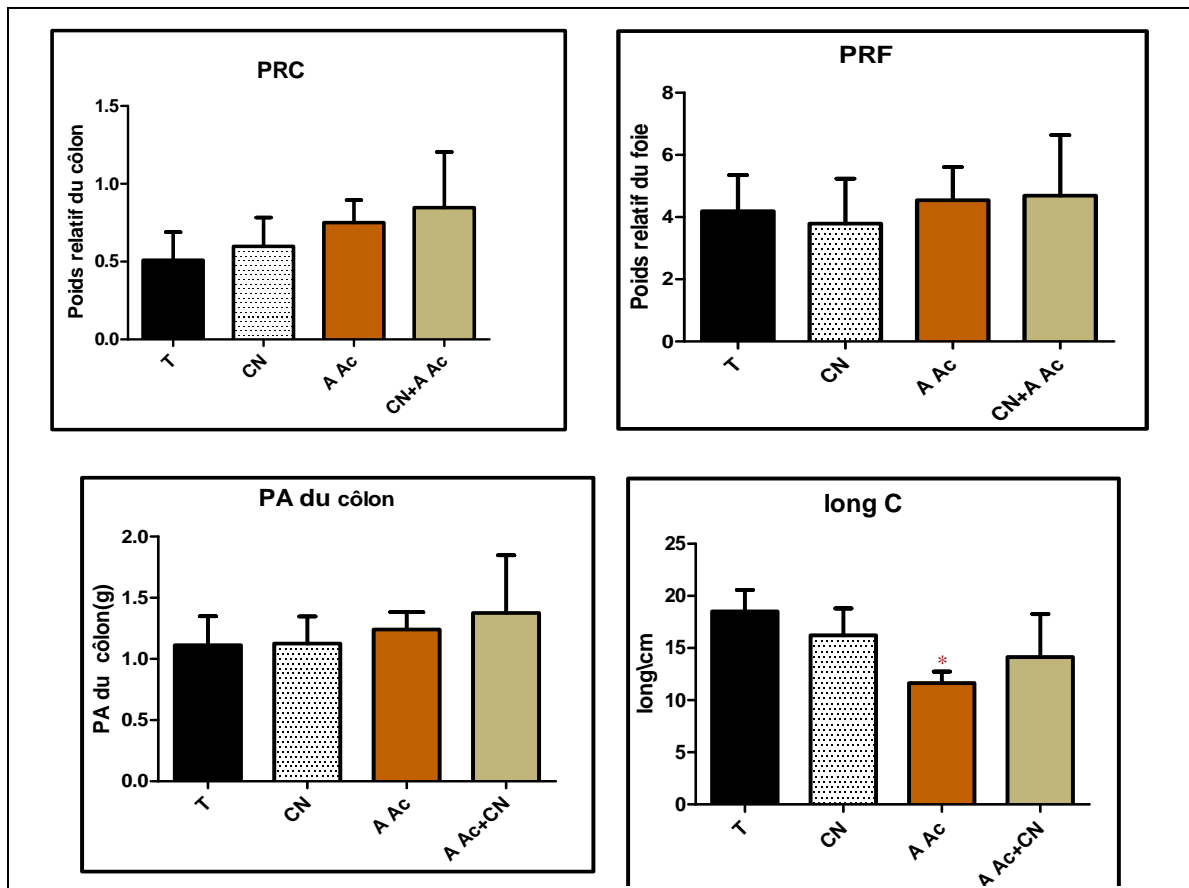 PRC
Poids relatif du côlon
1.5
1.0
0.5
0.0
T
CN
A Ac
CN+A Ac
PRF
Poids relatif du foie
8
6
4
2
0
T
CN
A Ac
CN+A Ac
PA du côlon
PA du côlon(g)
2.0
1.5
1.0
0.5
0.0
T
CN
A Ac
A Ac+CN
long C
long\cm
25
20
15
10
5
0
*
T
CN
A Ac
A Ac+CN